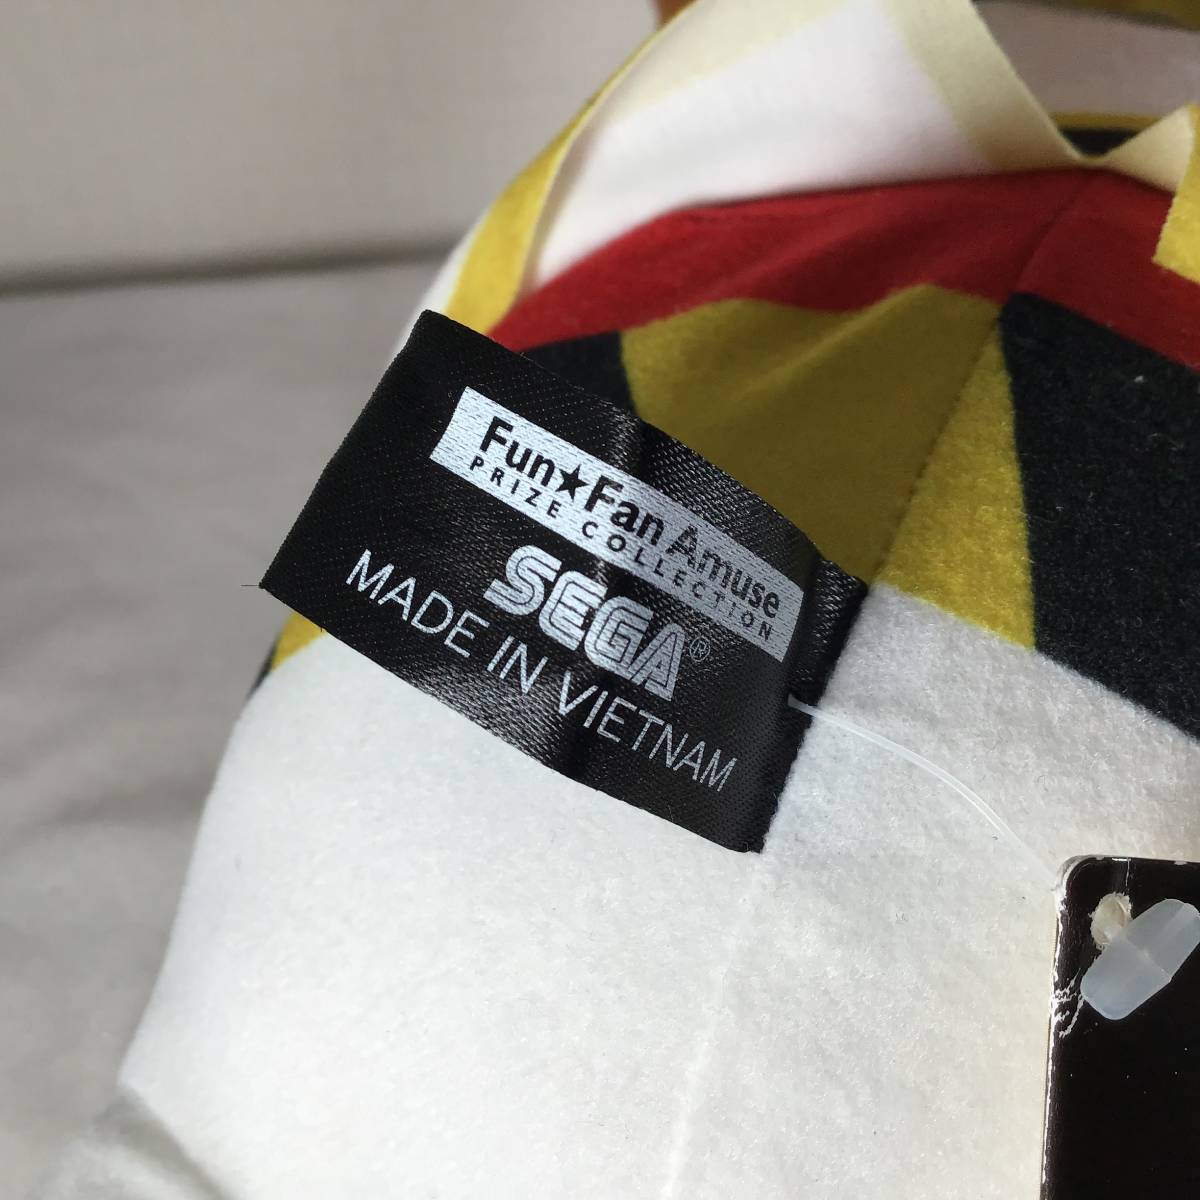 Fun★Fan Amuse
PRIZE COLLECTION
SEGA®
MADE IN VIETNAM